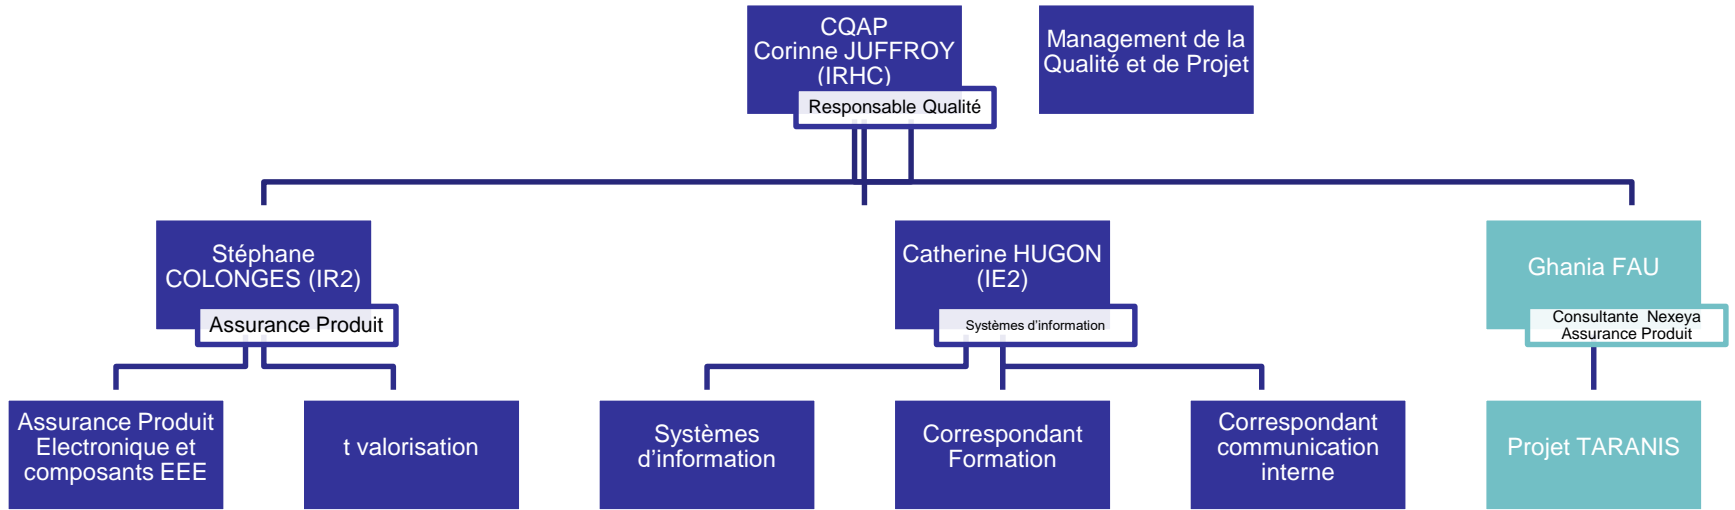 CQAP
Corinne JUFFROY
(IRHC)
Responsable Qualité
Management de la
Qualité et de Projet
Stéphane
COLONGES (IR2)
Assurance Produit
Catherine HUGON
(IE2)
Systèmes d’information
Ghania FAU
Consultante Nexeya
Assurance Produit
Assurance Produit
Electronique et
composants EEE
t valorisation
Systèmes
d’information
Correspondant
Formation
Correspondant
communication
interne
Projet TARANIS